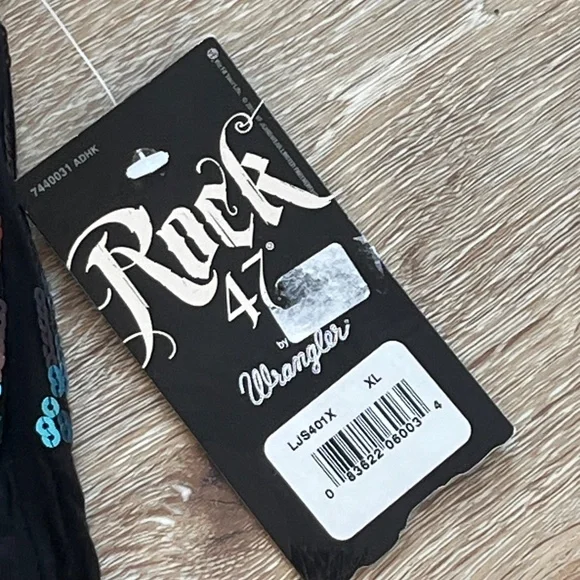 7440031 ADHK
Rock
47
by
Wrangler
LJS401X XL
0 83622 06003 4